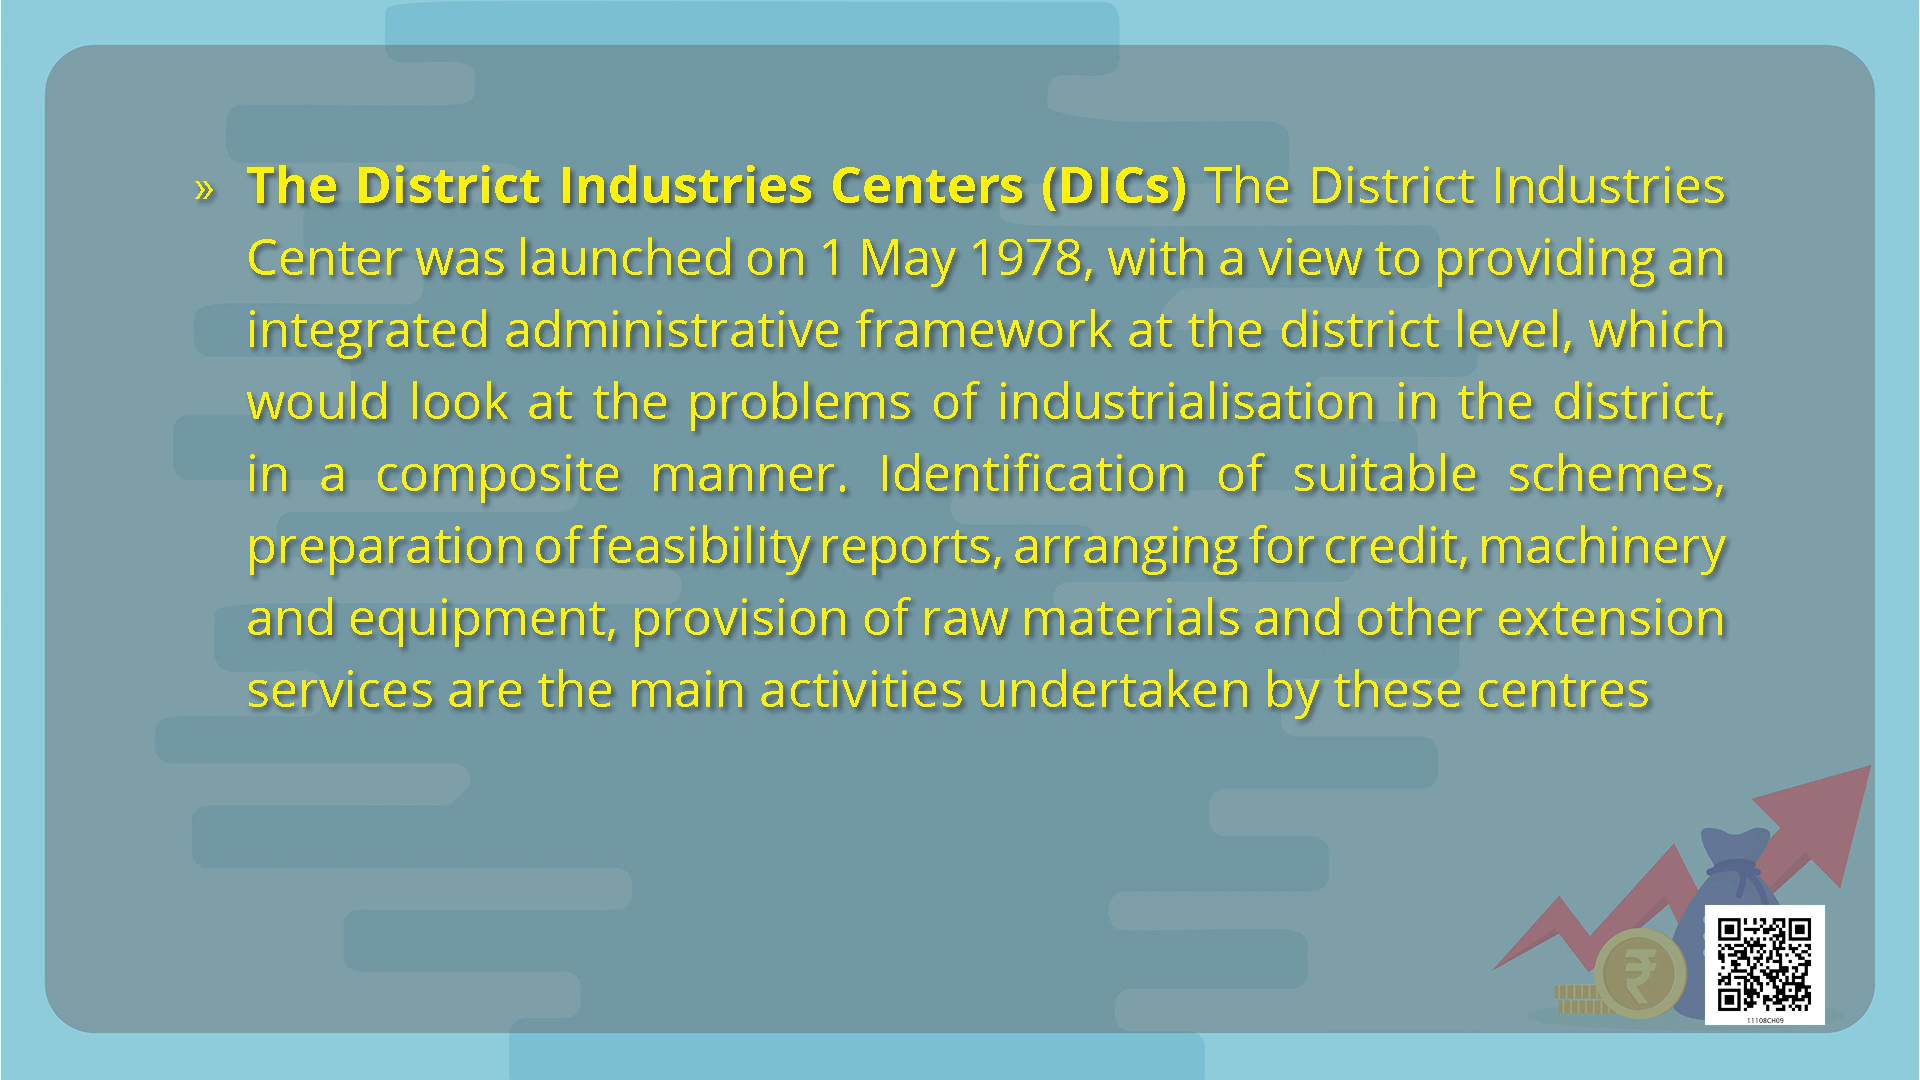 » The District Industries Centers (DICs) The District Industries
Center was launched on 1 May 1978, with a view to providing an
integrated administrative framework at the district level, which
would look at the problems of industrialisation in the district,
in a composite manner. Identification of suitable schemes,
preparation of feasibility reports, arranging for credit, machinery
and equipment, provision of raw materials and other extension
services are the main activities undertaken by these centres
₹
11108CH09